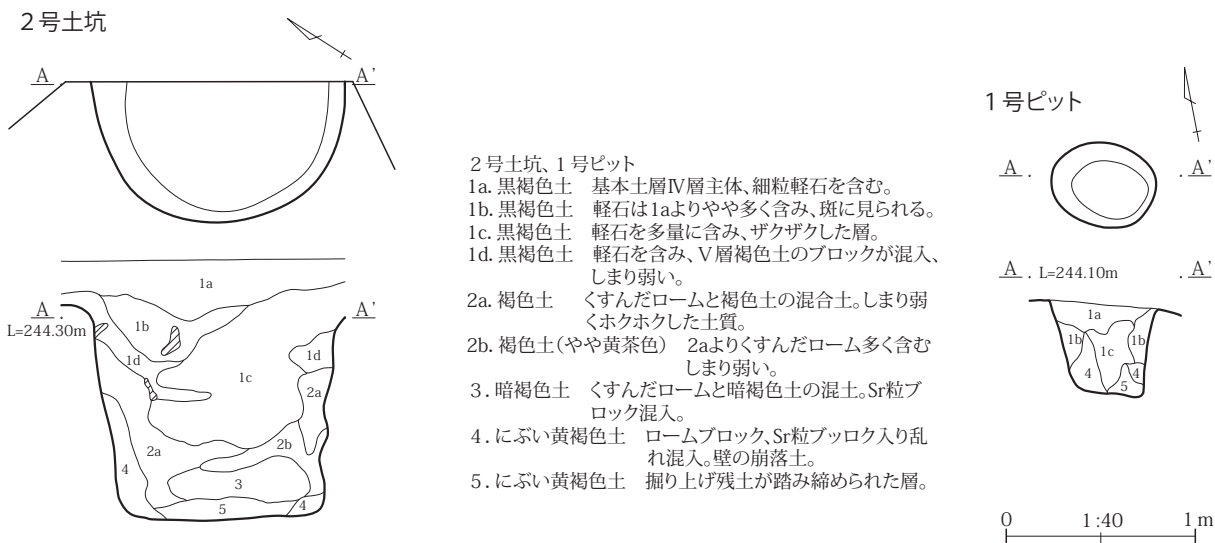 2号土坑
A . . A'
1a
A . . A'
L=244.30m
1b
1d
1c
1d
2a
2a
2b
4
3
5
4
2号土坑、1号ピット
1a. 黒褐色土 基本土層Ⅳ層主体、細粒軽石を含む。
1b. 黒褐色土 軽石は1aよりやや多く含み、斑に見られる。
1c. 黒褐色土 軽石を多量に含み、ザクザクした層。
1d. 黒褐色土 軽石を含み、Ⅴ層褐色土のブロックが混入、
しまり弱い。
2a. 褐色土 くすんだロームと褐色土の混合土。しまり弱
くホクホクした土質。
2b. 褐色土(やや黄茶色) 2aよりくすんだローム多く含む
しまり弱い。
3. 暗褐色土 くすんだロームと暗褐色土の混土。Sr粒ブ
ロック混入。
4. にぶい黄褐色土 ロームブロック、Sr粒ブッロク入り乱
れ混入。壁の崩落土。
5. にぶい黄褐色土 掘り上げ残土が踏み締められた層。
1号ピット
A . . A'
A . L=244.10m . A'
1a
1b
1c
1b
4
5
4
0 1:40 1m